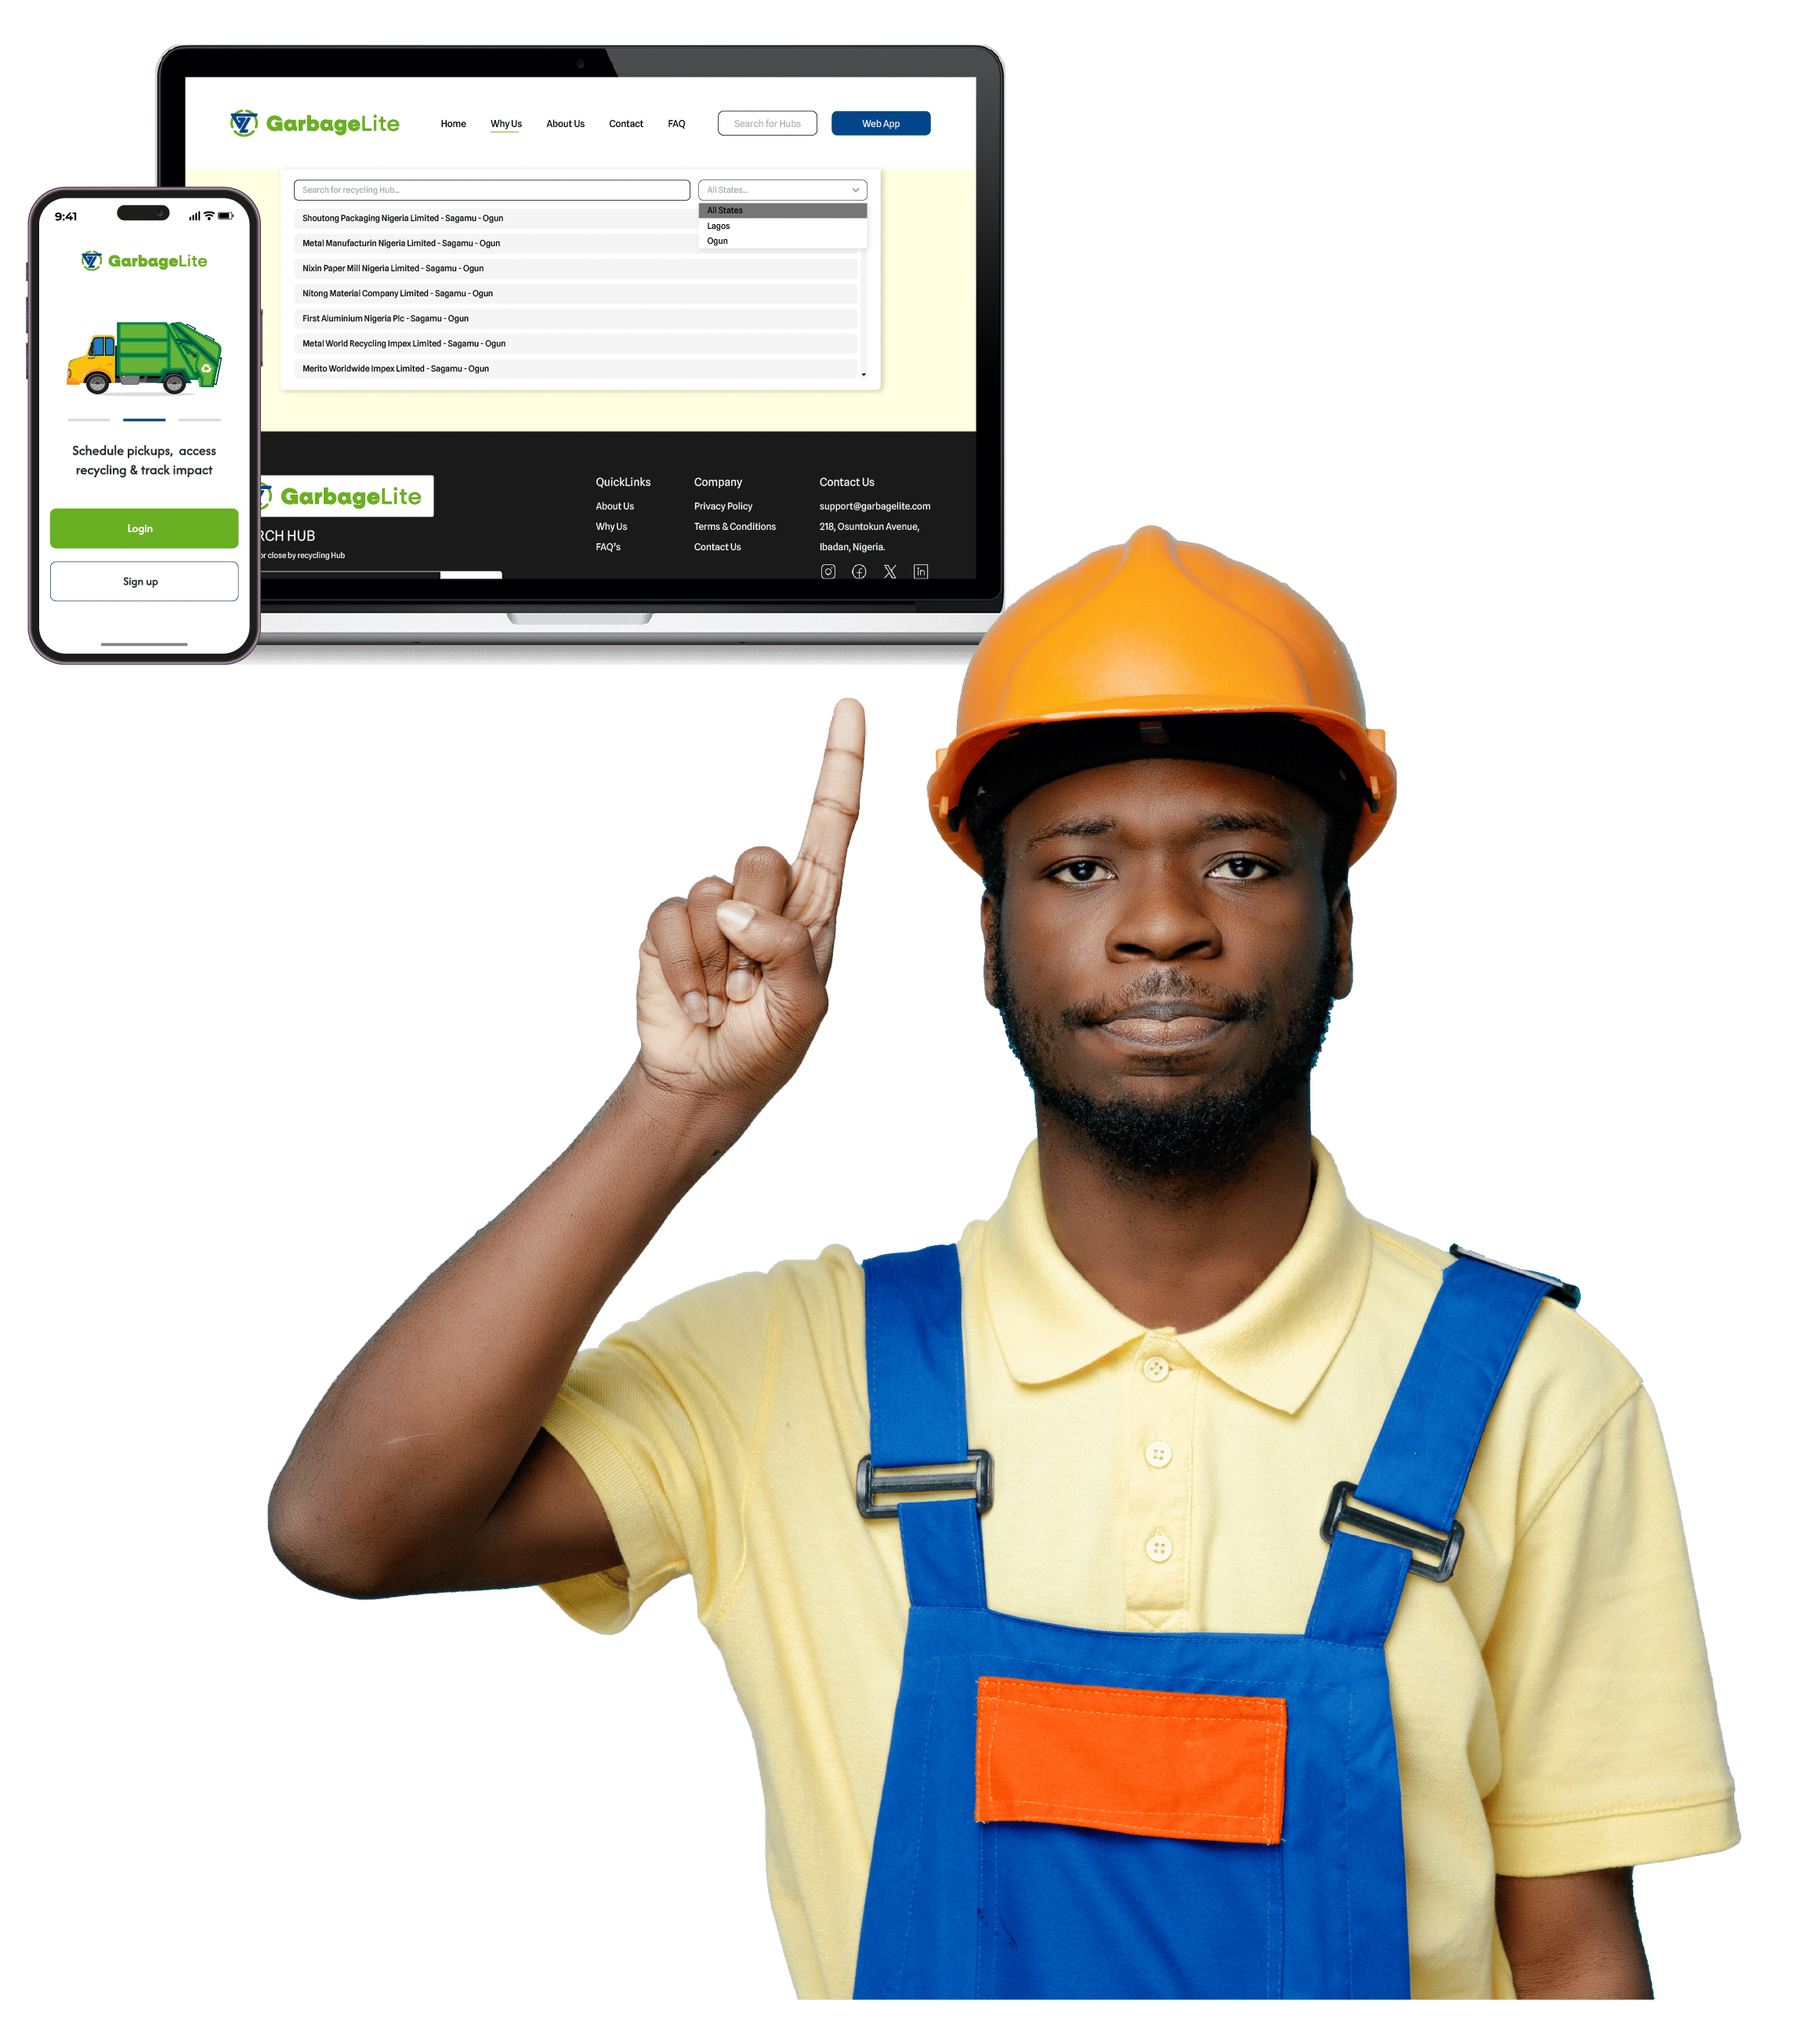 GarbageLite
Home Why Us About Us Contact FAQ Search for Hubs Web App
Search for recycling Hub... All States...
All States
Lagos
Ogun
Shoutong Packaging Nigeria Limited - Sagamu - Ogun
Metal Manufacturin Nigeria Limited - Sagamu - Ogun
Nixin Paper Mill Nigeria Limited - Sagamu - Ogun
Nitong Material Company Limited - Sagamu - Ogun
First Aluminium Nigeria Plc - Sagamu - Ogun
Metal World Recycling Impex Limited - Sagamu - Ogun
Merito Worldwide Impex Limited - Sagamu - Ogun
GarbageLite
RCH HUB
or close by recycling Hub
QuickLinks
About Us
Why Us
FAQ's
Company
Privacy Policy
Terms & Conditions
Contact Us
Contact Us
support@garbagelite.com
218, Osuntokun Avenue,
Ibadan, Nigeria.
9:41
GarbageLite
Schedule pickups, access
recycling & track impact
Login
Sign up